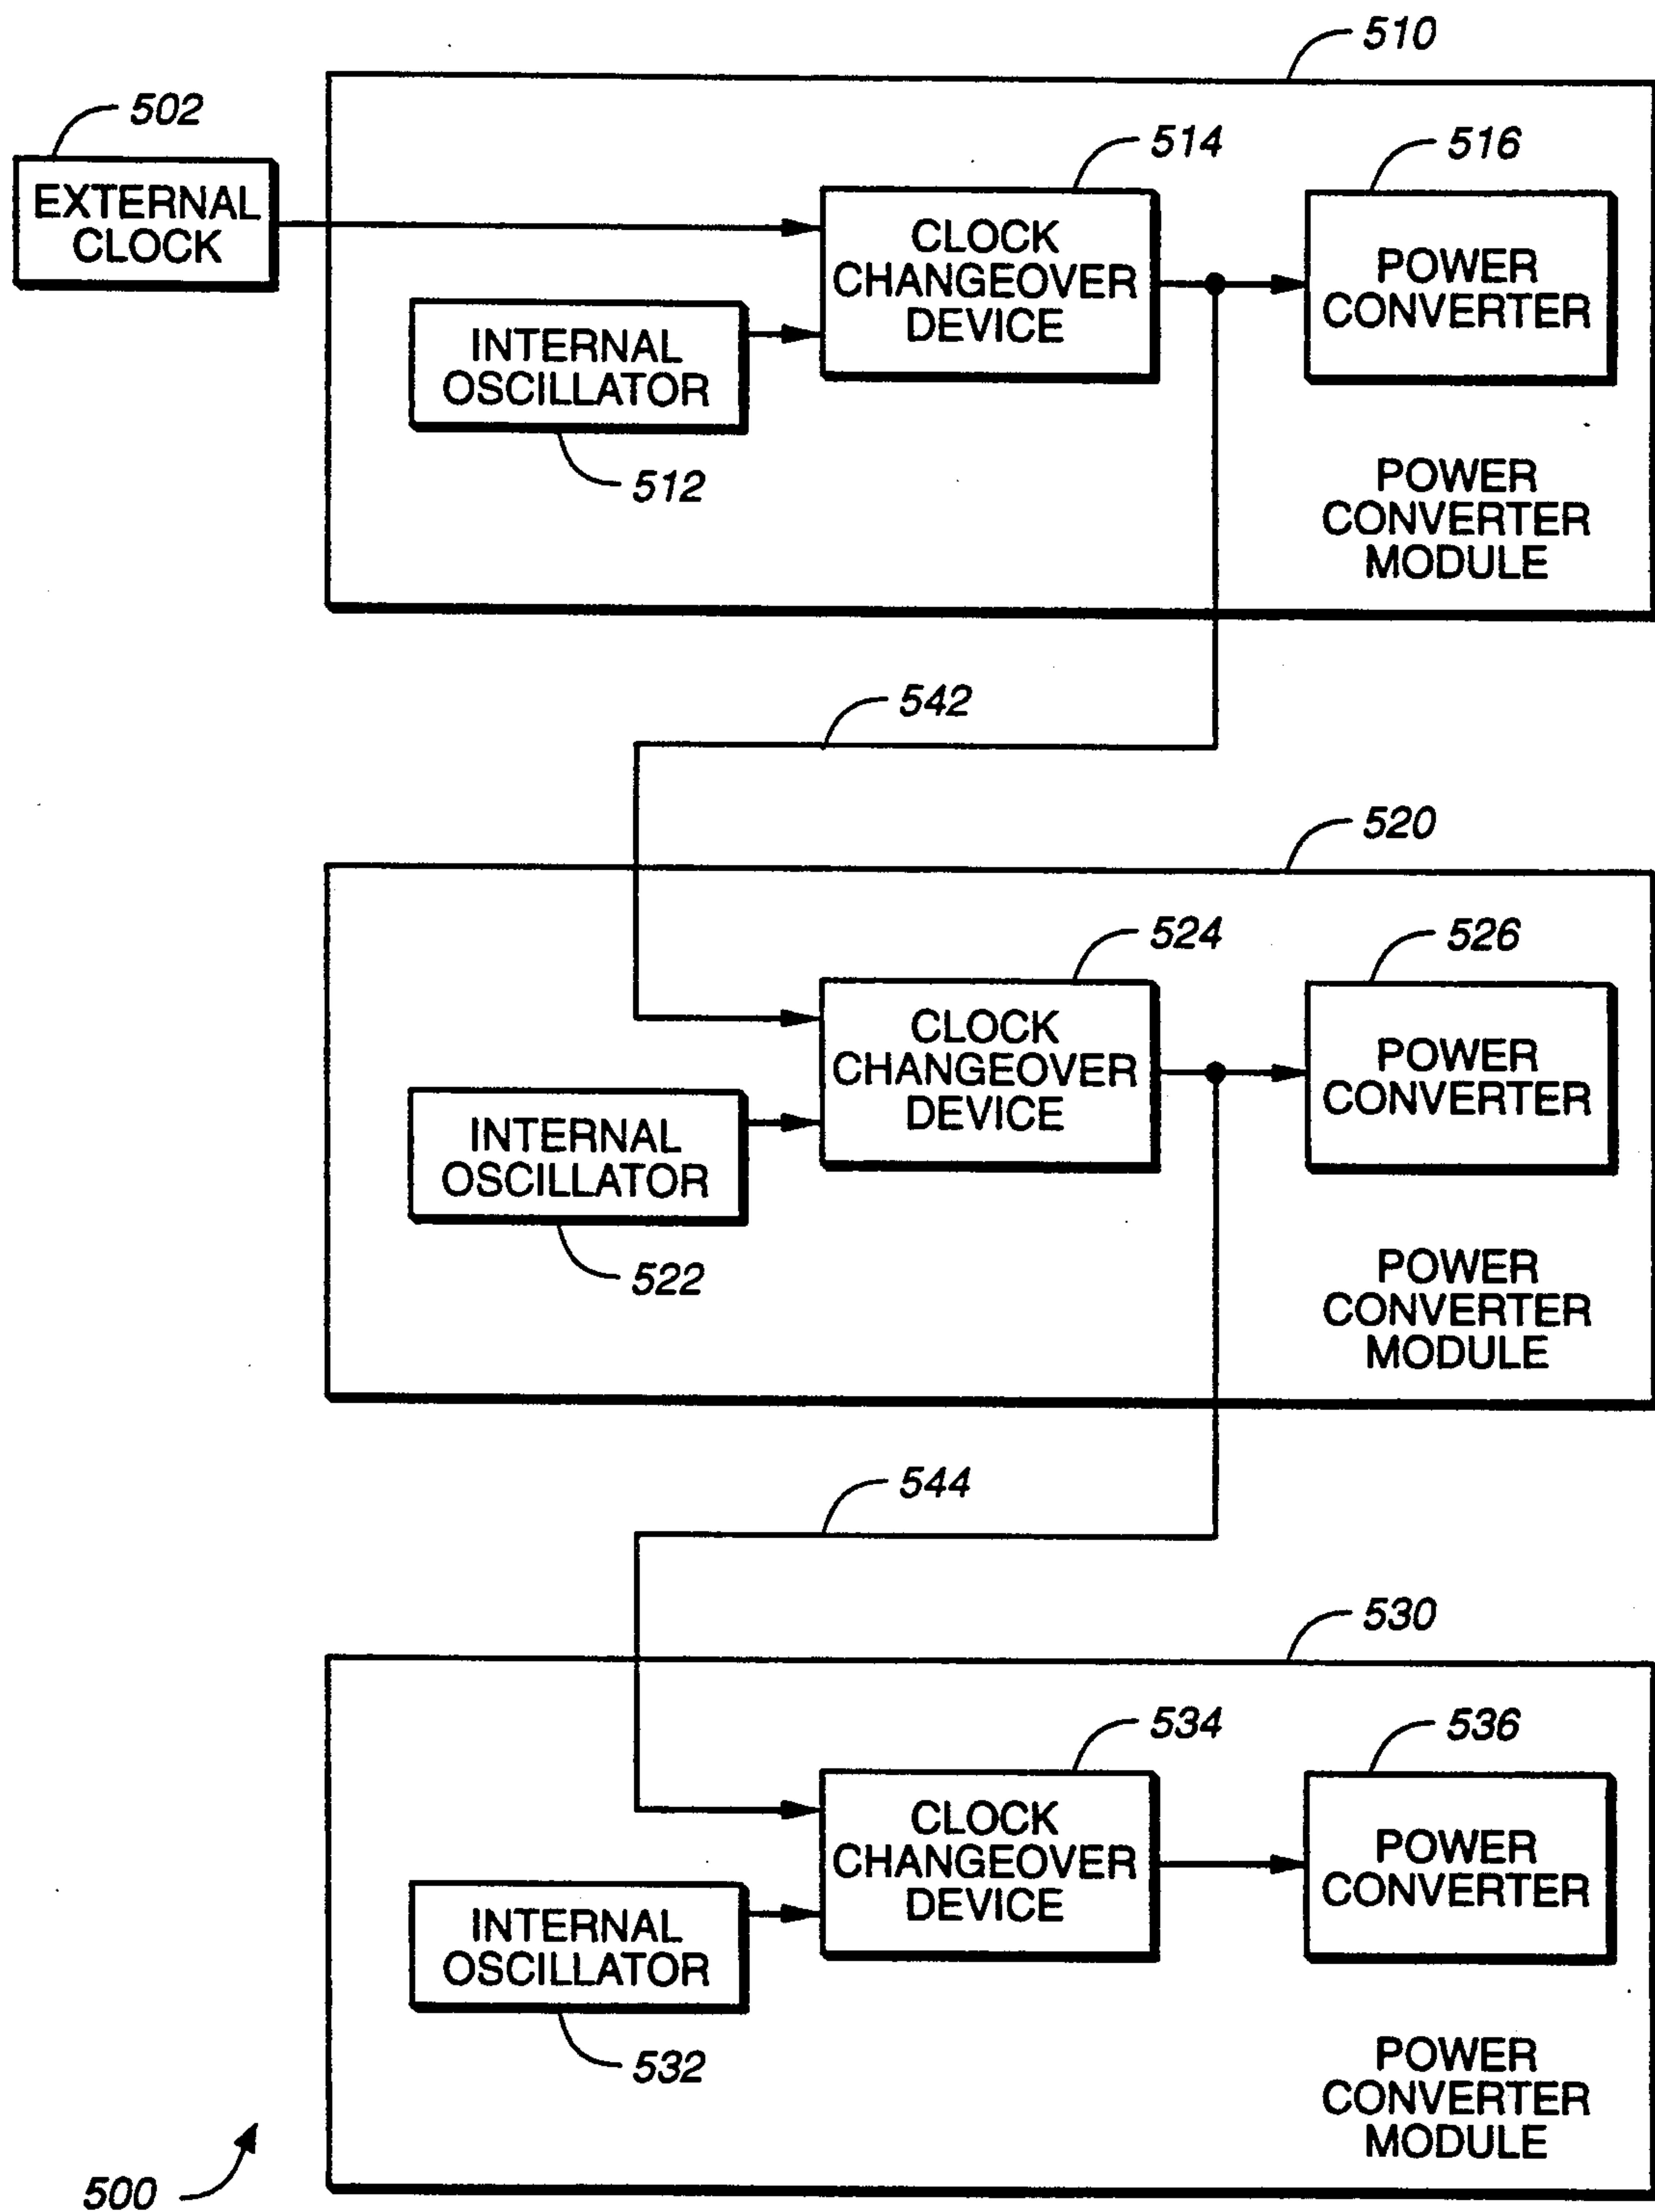 510
502
514
516
EXTERNAL
CLOCK
CLOCK
CHANGEOVER
DEVICE
POWER
CONVERTER
INTERNAL
OSCILLATOR
512
POWER
CONVERTER
MODULE
542
520
524
526
CLOCK
CHANGEOVER
DEVICE
POWER
CONVERTER
INTERNAL
OSCILLATOR
522
POWER
CONVERTER
MODULE
544
530
534
536
CLOCK
CHANGEOVER
DEVICE
POWER
CONVERTER
INTERNAL
OSCILLATOR
532
POWER
CONVERTER
MODULE
500